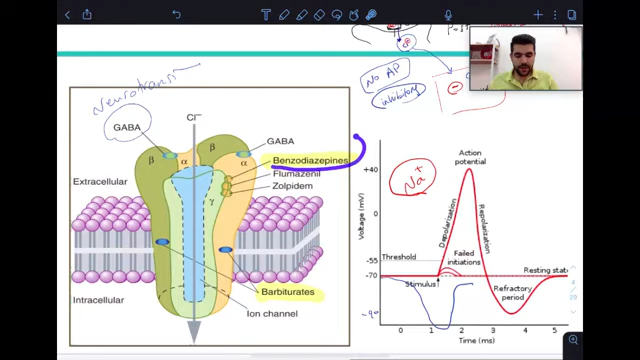 No AP
inhibitory
Neurotransi
GABA
Cl⁻
β
α
β
α
γ
GABA
Benzodiazepines
Flumazenil
Zolpidem
Extracellular
Intracellular
Barbiturates
Ion channel
Na⁺
Action
potential
+40
0
-55
-70
-90
Voltage (mV)
Depolarization
Repolarization
Threshold
Failed
initiations
Stimulus
Resting state
Refractory
period
0
1
2
3
4
5
Time (ms)